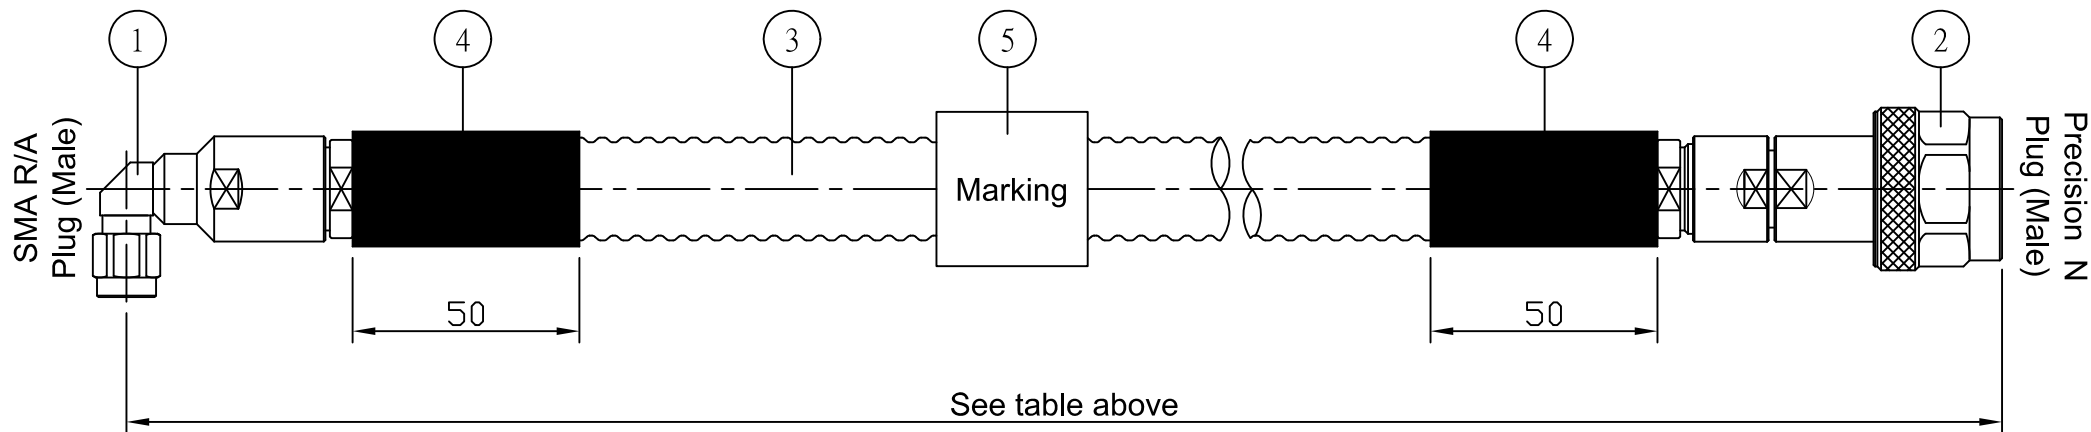 1
4
3
5
4
2
SMA R/A
Plug (Male)
Marking
Precision N
Plug (Male)
50
50
See table above